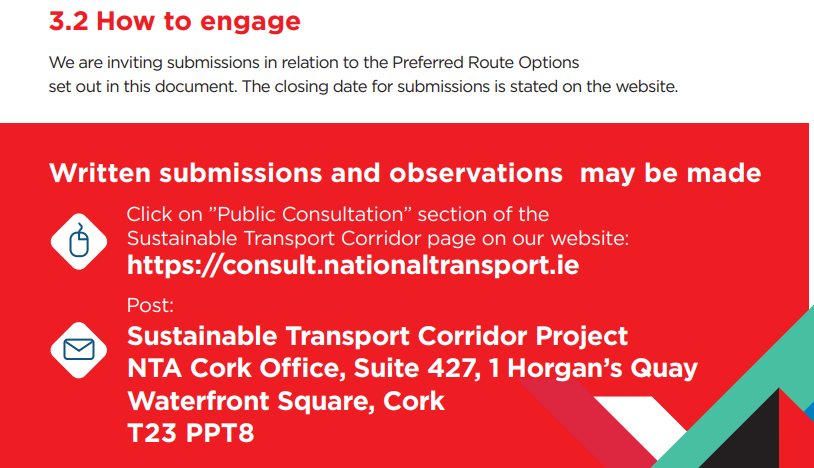 3.2 How to engage
We are inviting submissions in relation to the Preferred Route Options
set out in this document. The closing date for submissions is stated on the website.
Written submissions and observations  may be made
Click on ”Public Consultation” section of the
Sustainable Transport Corridor page on our website:
https://consult.nationaltransport.ie
Post:
Sustainable Transport Corridor Project
NTA Cork Office, Suite 427, 1 Horgan’s Quay
Waterfront Square, Cork
T23 PPT8